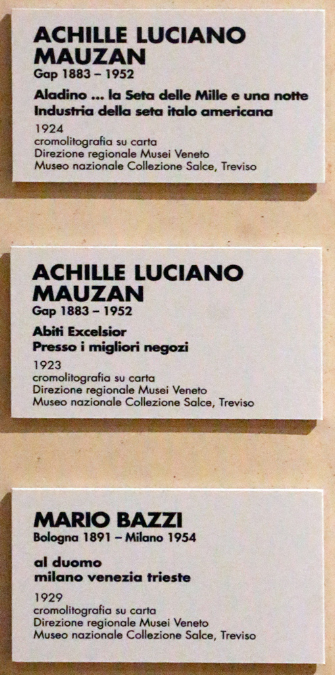 ACHILLE LUCIANO
MAUZAN
Gap 1883 – 1952
Aladino ... la Seta delle Mille e una notte
Industria della seta italo americana
1924
cromolitografia su carta
Direzione regionale Musei Veneto
Museo nazionale Collezione Salce, Treviso
ACHILLE LUCIANO
MAUZAN
Gap 1883 – 1952
Abiti Excelsior
Presso i migliori negozi
1923
cromolitografia su carta
Direzione regionale Musei Veneto
Museo nazionale Collezione Salce, Treviso
MARIO BAZZI
Bologna 1891 – Milano 1954
al duomo
milano venezia trieste
1929
cromolitografia su carta
Direzione regionale Musei Veneto
Museo nazionale Collezione Salce, Treviso